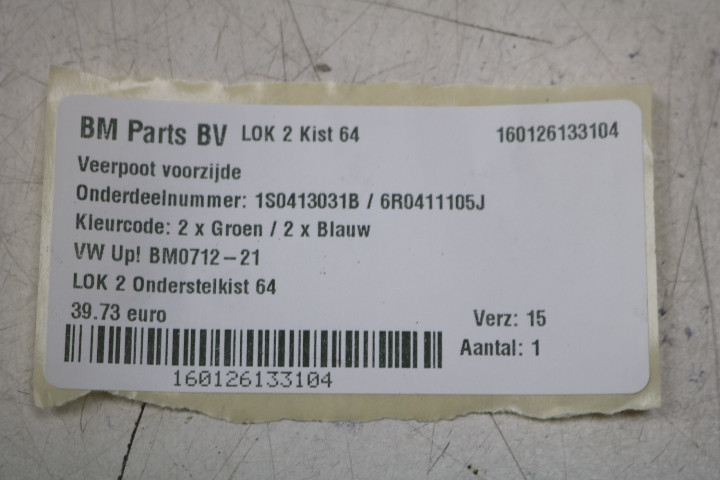 BM Parts BV LOK 2 Kist 64 160126133104
Veerpoot voorzijde
Onderdeelnummer: 1S0413031B / 6R0411105J
Kleurcode: 2 x Groen / 2 x Blauw
VW Up! BM0712-21
LOK 2 Onderstelkist 64
39.73 euro Verz: 15
Aantal: 1
160126133104